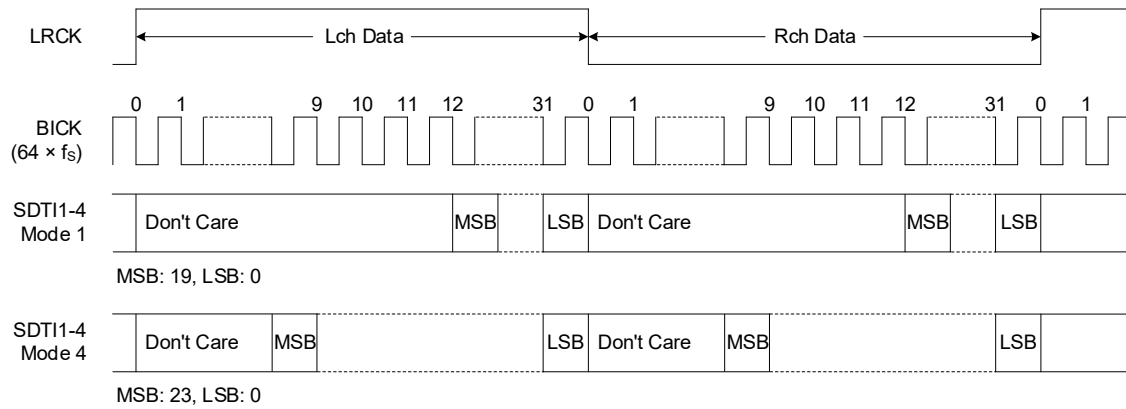 LRCK
Lch Data
Rch Data
0 1 9 10 11 12 31 0 1 9 10 11 12 31 0 1
BICK
(64 × fS)
SDTI1-4
Mode 1
Don't Care MSB LSB Don't Care MSB LSB
MSB: 19, LSB: 0
SDTI1-4
Mode 4
Don't Care MSB LSB Don't Care MSB LSB
MSB: 23, LSB: 0